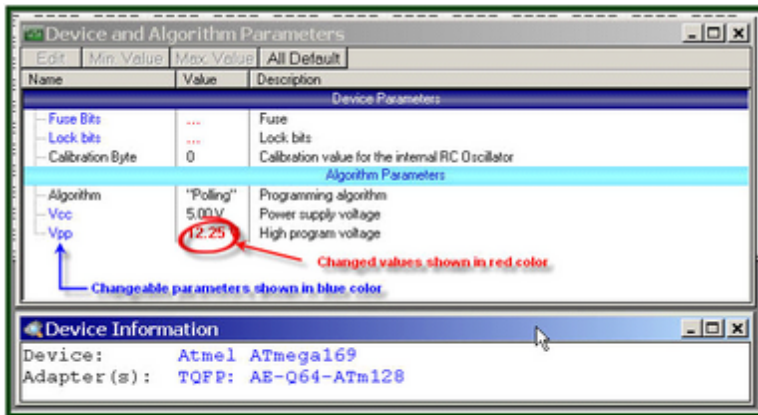 Device and Algorithm Parameters
Edit Min. Value Max. Value All Default
Name Value Description
Device Parameters
Fuse Bits ... Fuse
Lock bits ... Lock bits
Calibration Byte 0 Calibration value for the internal RC Oscillator
Algorithm Parameters
Algorithm "Polling" Programming algorithm
Vcc 5.00 V Power supply voltage
Vpp 12.25 High program voltage
Changed values shown in red color
Changeable parameters shown in blue color
Device Information
Device: Atmel ATmega169
Adapter(s): TQFP: AE-Q64-ATm128